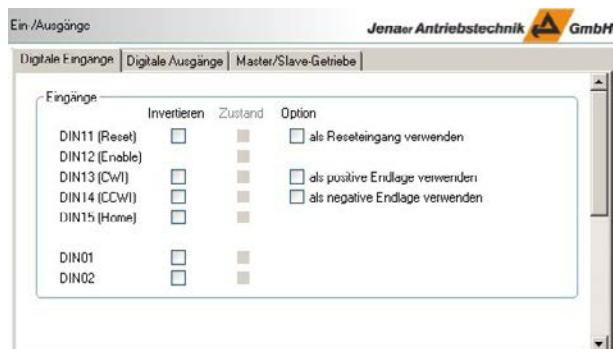 Ein-/Ausgänge
Jenaer Antriebstechnik GmbH
Digitale Eingänge Digitale Ausgänge Master/Slave-Getriebe
Eingänge
Invertieren Zustand Option
DIN11 (Reset) als Reseteingang verwenden
DIN12 (Enable)
DIN13 (CWI) als positive Endlage verwenden
DIN14 (CCWI) als negative Endlage verwenden
DIN15 (Home)
DIN01
DIN02